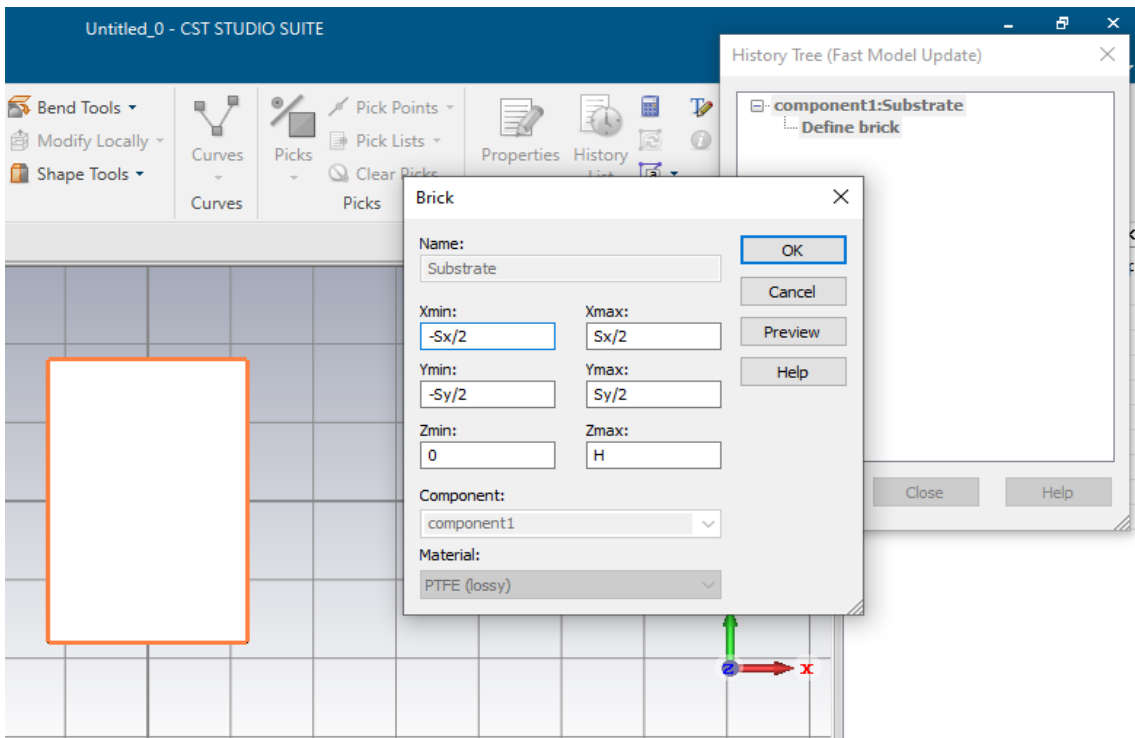 Untitled_0 - CST STUDIO SUITE
History Tree (Fast Model Update)
component1:Substrate
Define brick
Bend Tools
Modify Locally
Shape Tools
Curves
Curves
Picks
Pick Points
Pick Lists
Clear Picks
Picks
Properties
History
List
Brick
Name:
Substrate
Xmin:
Xmax:
-Sx/2
Sx/2
Ymin:
Ymax:
-Sy/2
Sy/2
Zmin:
Zmax:
0
H
Component:
component1
Material:
PTFE (lossy)
OK
Cancel
Preview
Help
Close
Help
z
x